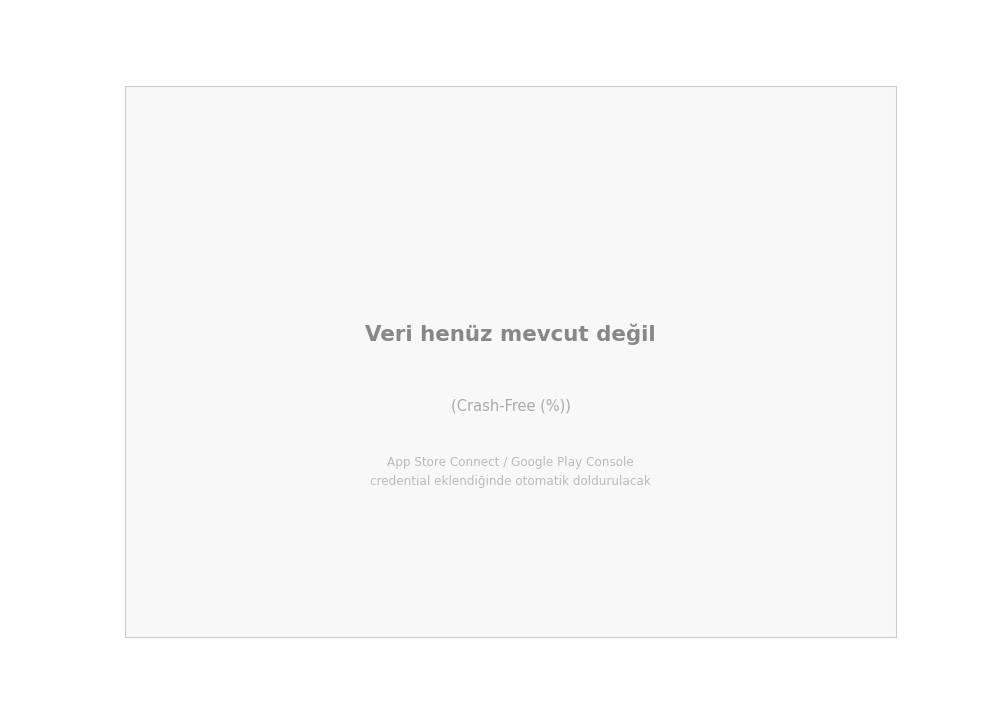 Veri henüz mevcut değil
(Crash-Free (%))
App Store Connect / Google Play Console
credential eklendiğinde otomatik doldurulacak